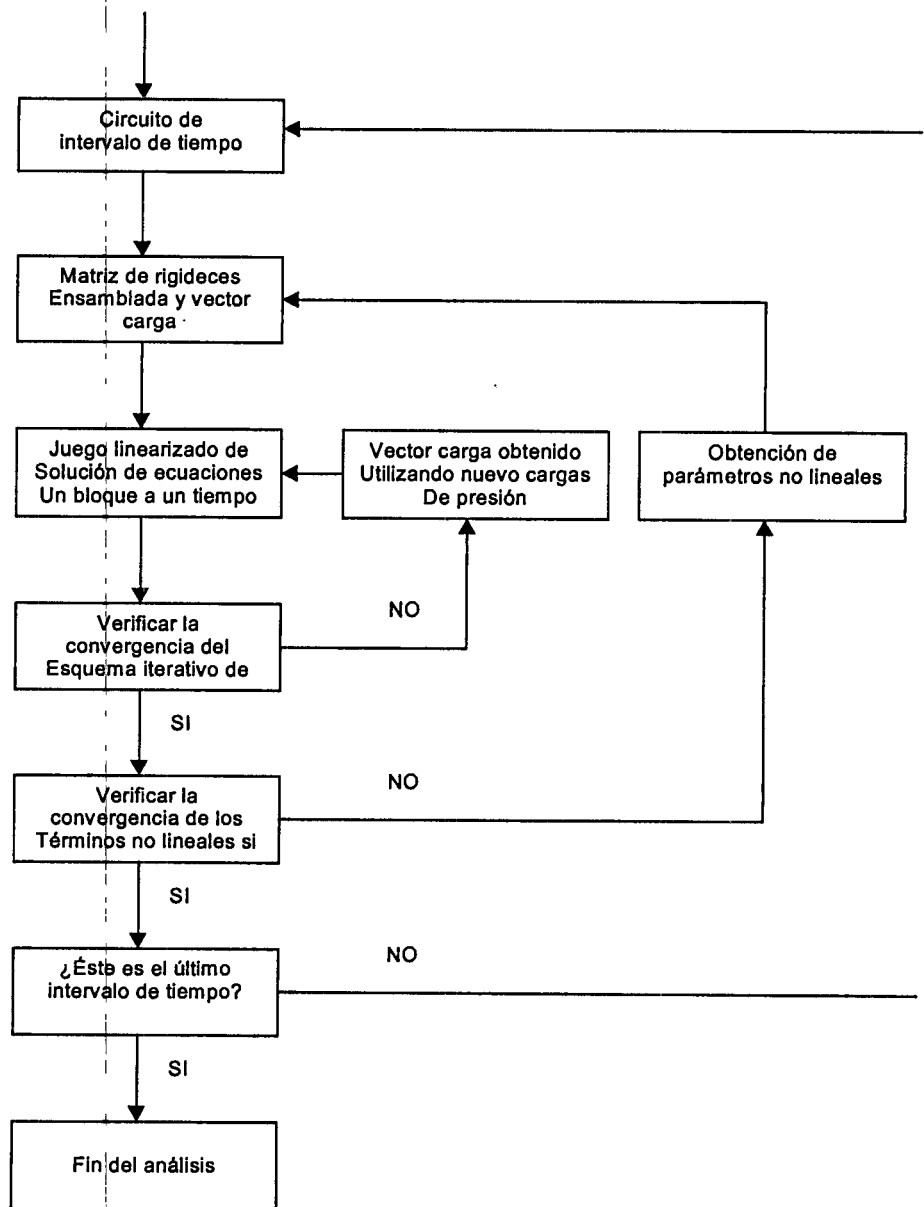 Circuito de
intervalo de tiempo
Matriz de rigideces
Ensamblada y vector
carga
Juego linearizado de
Solución de ecuaciones
Un bloque a un tiempo
Vector carga obtenido
Utilizando nuevo cargas
De presión
Obtención de
parámetros no lineales
Verificar la
convergencia del
Esquema iterativo de
NO
SI
Verificar la
convergencia de los
Términos no lineales si
NO
SI
¿Éste es el último
intervalo de tiempo?
NO
SI
Fin del análisis